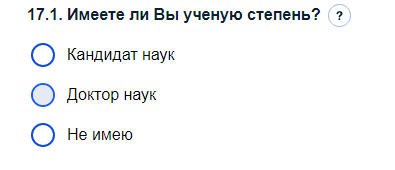 17.1. Имеете ли Вы ученую степень? ?
Кандидат наук
Доктор наук
Не имею